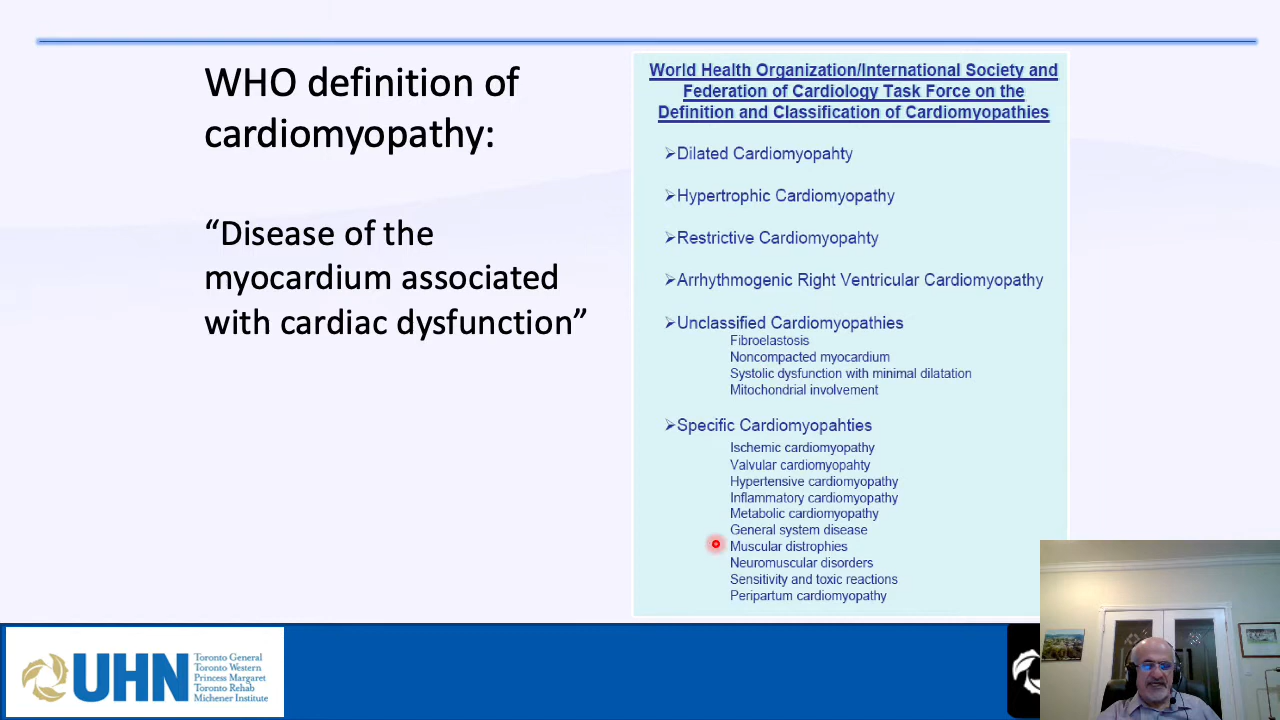 WHO definition of
cardiomyopathy:
“Disease of the
myocardium associated
with cardiac dysfunction”
World Health Organization/International Society and
Federation of Cardiology Task Force on the
Definition and Classification of Cardiomyopathies
➢Dilated Cardiomyopahty
➢Hypertrophic Cardiomyopathy
➢Restrictive Cardiomyopahty
➢Arrhythmogenic Right Ventricular Cardiomyopathy
➢Unclassified Cardiomyopathies
Fibroelastosis
Noncompacted myocardium
Systolic dysfunction with minimal dilatation
Mitochondrial involvement
➢Specific Cardiomyopahties
Ischemic cardiomyopathy
Valvular cardiomyopahty
Hypertensive cardiomyopathy
Inflammatory cardiomyopathy
Metabolic cardiomyopathy
General system disease
Muscular distrophies
Neuromuscular disorders
Sensitivity and toxic reactions
Peripartum cardiomyopathy
UHN
Toronto General
Toronto Western
Princess Margaret
Toronto Rehab
Michener Institute